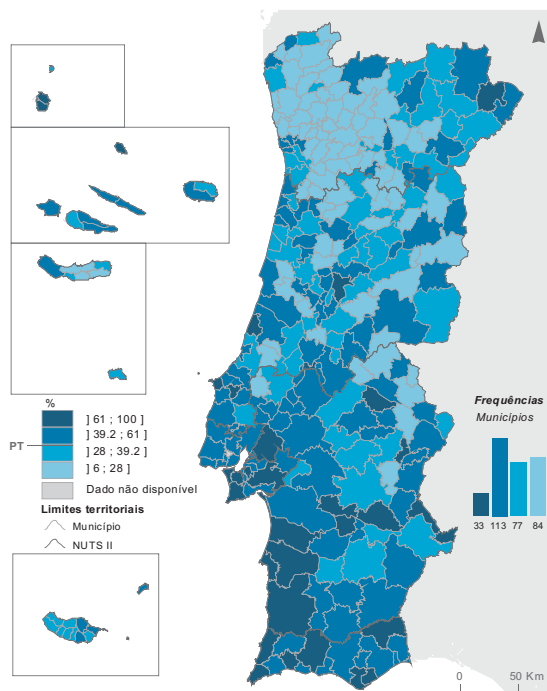 %
] 61 ; 100 ]
] 39.2 ; 61 ]
PT
] 28 ; 39.2 ]
] 6 ; 28 ]
Dado não disponível
Limites territoriais
Município
NUTS II
Frequências
Municípios
33 113 77 84
0 50 Km